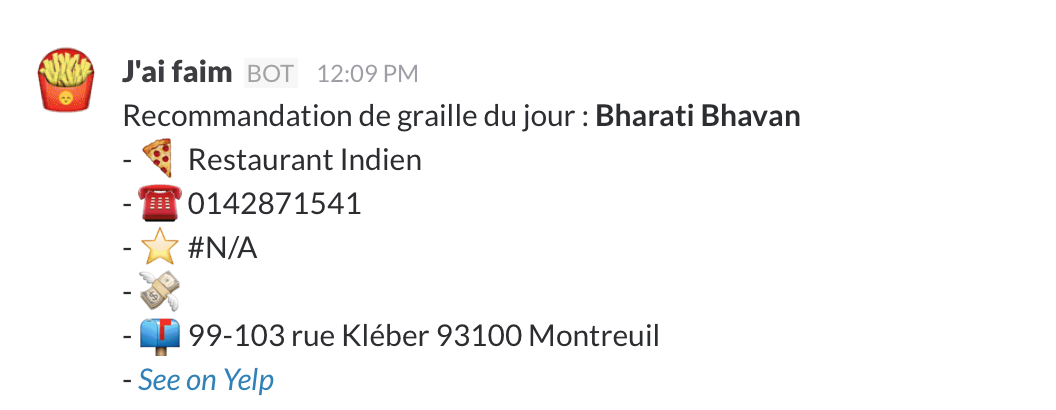 J'ai faim BOT 12:09 PM
Recommandation de graille du jour : Bharati Bhavan
- 🍕 Restaurant Indien
- ☎️ 0142871541
- ⭐ #N/A
- 💸
- 📫 99-103 rue Kléber 93100 Montreuil
- See on Yelp